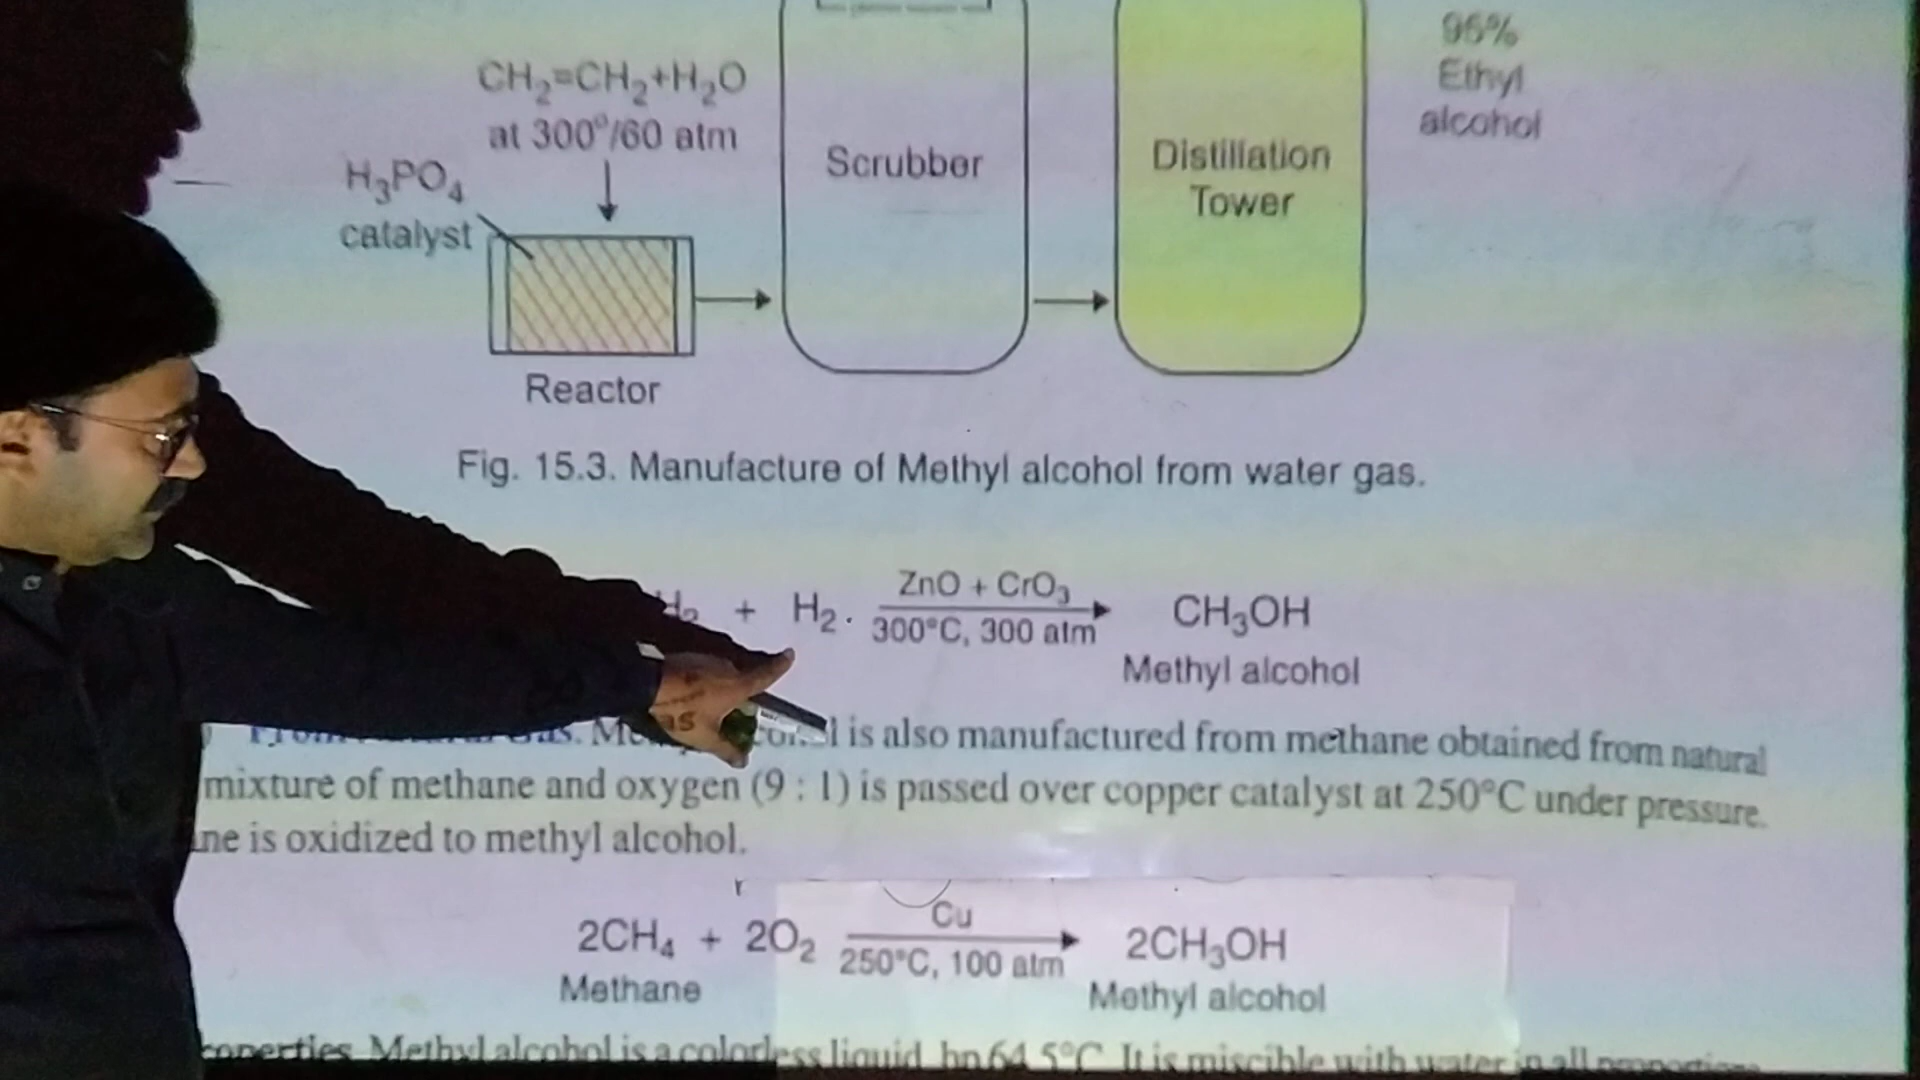 95%
Ethyl
alcohol
CH₂=CH₂+H₂O
at 300°/60 atm
H₃PO₄
catalyst
Scrubber
Distillation
Tower
Reactor
Fig. 15.3. Manufacture of Methyl alcohol from water gas.
+ H₂. ZnO + CrO₃ CH₃OH
300°C, 300 atm
Methyl alcohol
Gas. is also manufactured from methane obtained from natural
mixture of methane and oxygen (9 : 1) is passed over copper catalyst at 250°C under pressure.
ne is oxidized to methyl alcohol.
2CH₄ + 2O₂ Cu 2CH₃OH
250°C, 100 atm
Methane Methyl alcohol
operties. Methyl alcohol is a colorless liquid, bp 64.5°C. It is miscible with water in all proportions